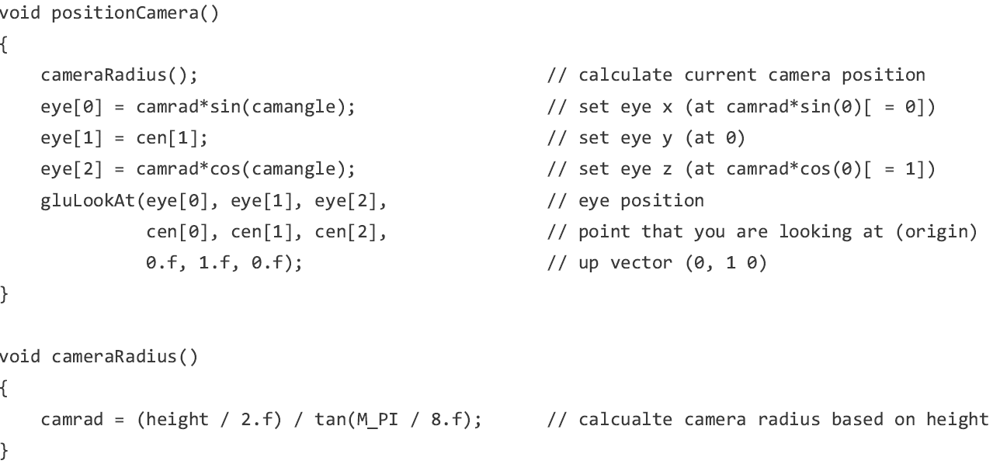 void positionCamera()
{
    cameraRadius();                                 // calculate current camera position
    eye[0] = camrad*sin(camangle);                  // set eye x (at camrad*sin(0)[ = 0])
    eye[1] = cen[1];                                // set eye y (at 0)
    eye[2] = camrad*cos(camangle);                  // set eye z (at camrad*cos(0)[ = 1])
    gluLookAt(eye[0], eye[1], eye[2],               // eye position
              cen[0], cen[1], cen[2],               // point that you are looking at (origin)
              0.f, 1.f, 0.f);                       // up vector (0, 1 0)
}

void cameraRadius()
{
    camrad = (height / 2.f) / tan(M_PI / 8.f);      // calcualte camera radius based on height
}